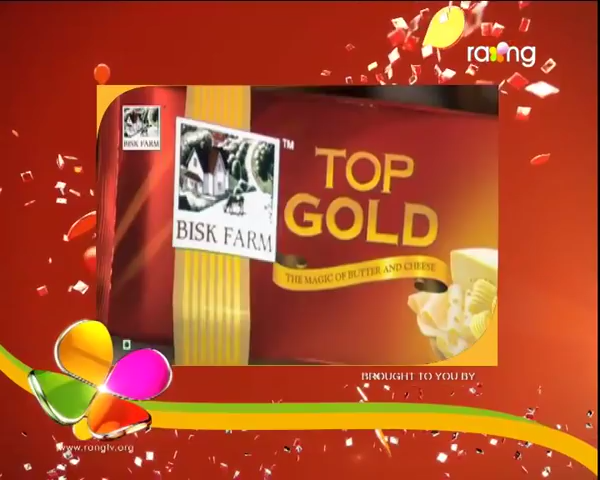 rang
BISK FARM
BISK FARM
™
TOP
GOLD
THE MAGIC OF BUTTER AND CHEESE
BROUGHT TO YOU BY
www.rangtv.org